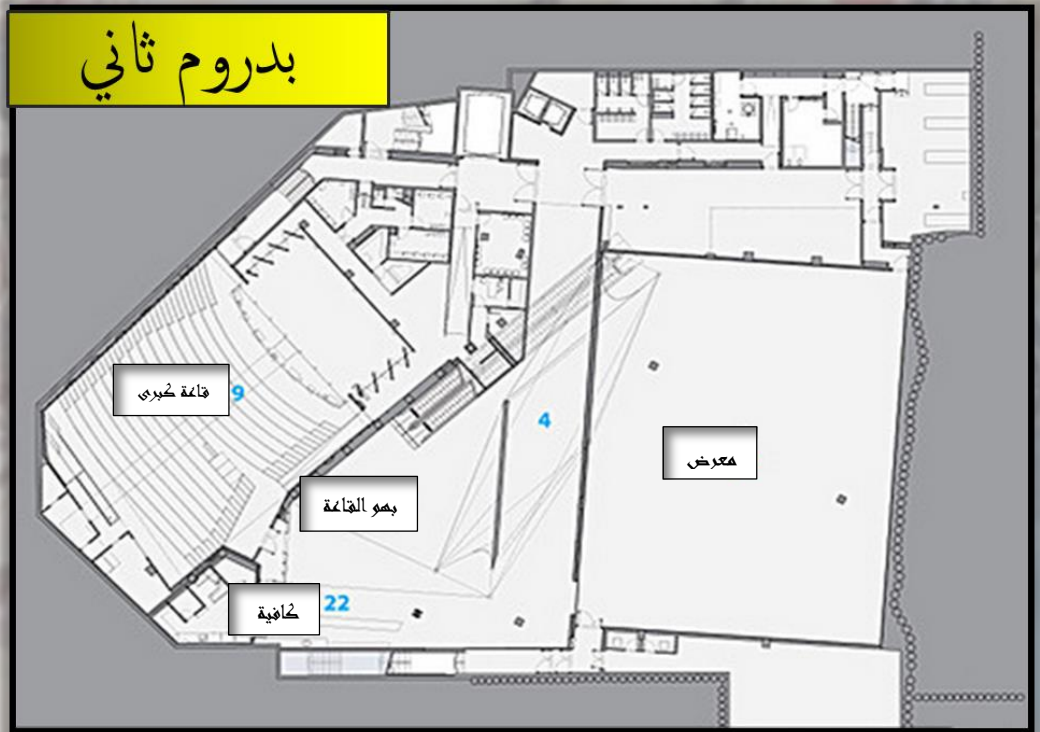 بدروم ثاني
قاعة كبرى
9
4
معرض
بهو القاعة
كافية
22